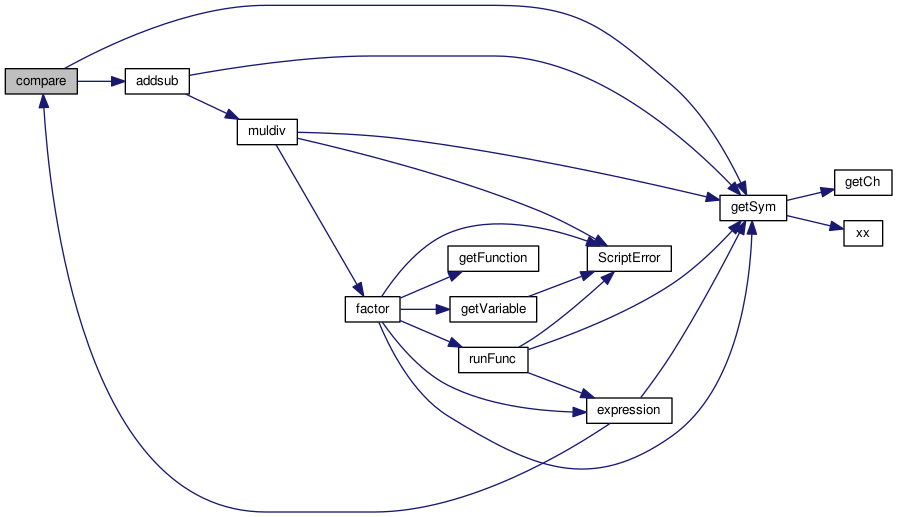 compare
addsub
muldiv
getCh
getSym
xx
getFunction
ScriptError
factor
getVariable
runFunc
expression